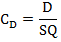 C_D = D/SQ